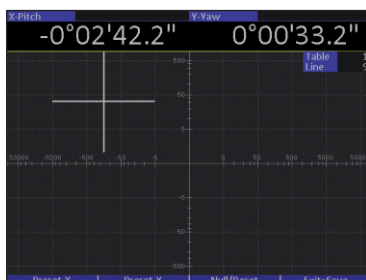 X-Pitch Y-Yaw
-0°02'42.2" 0°00'33.2"
Table 1
Line
500
50
5
-50000 -5000 -500 -50 -5 5 50 500 5000 50000
-5
-50
-500
Preset X Preset Y Null/Reset Exit+Save